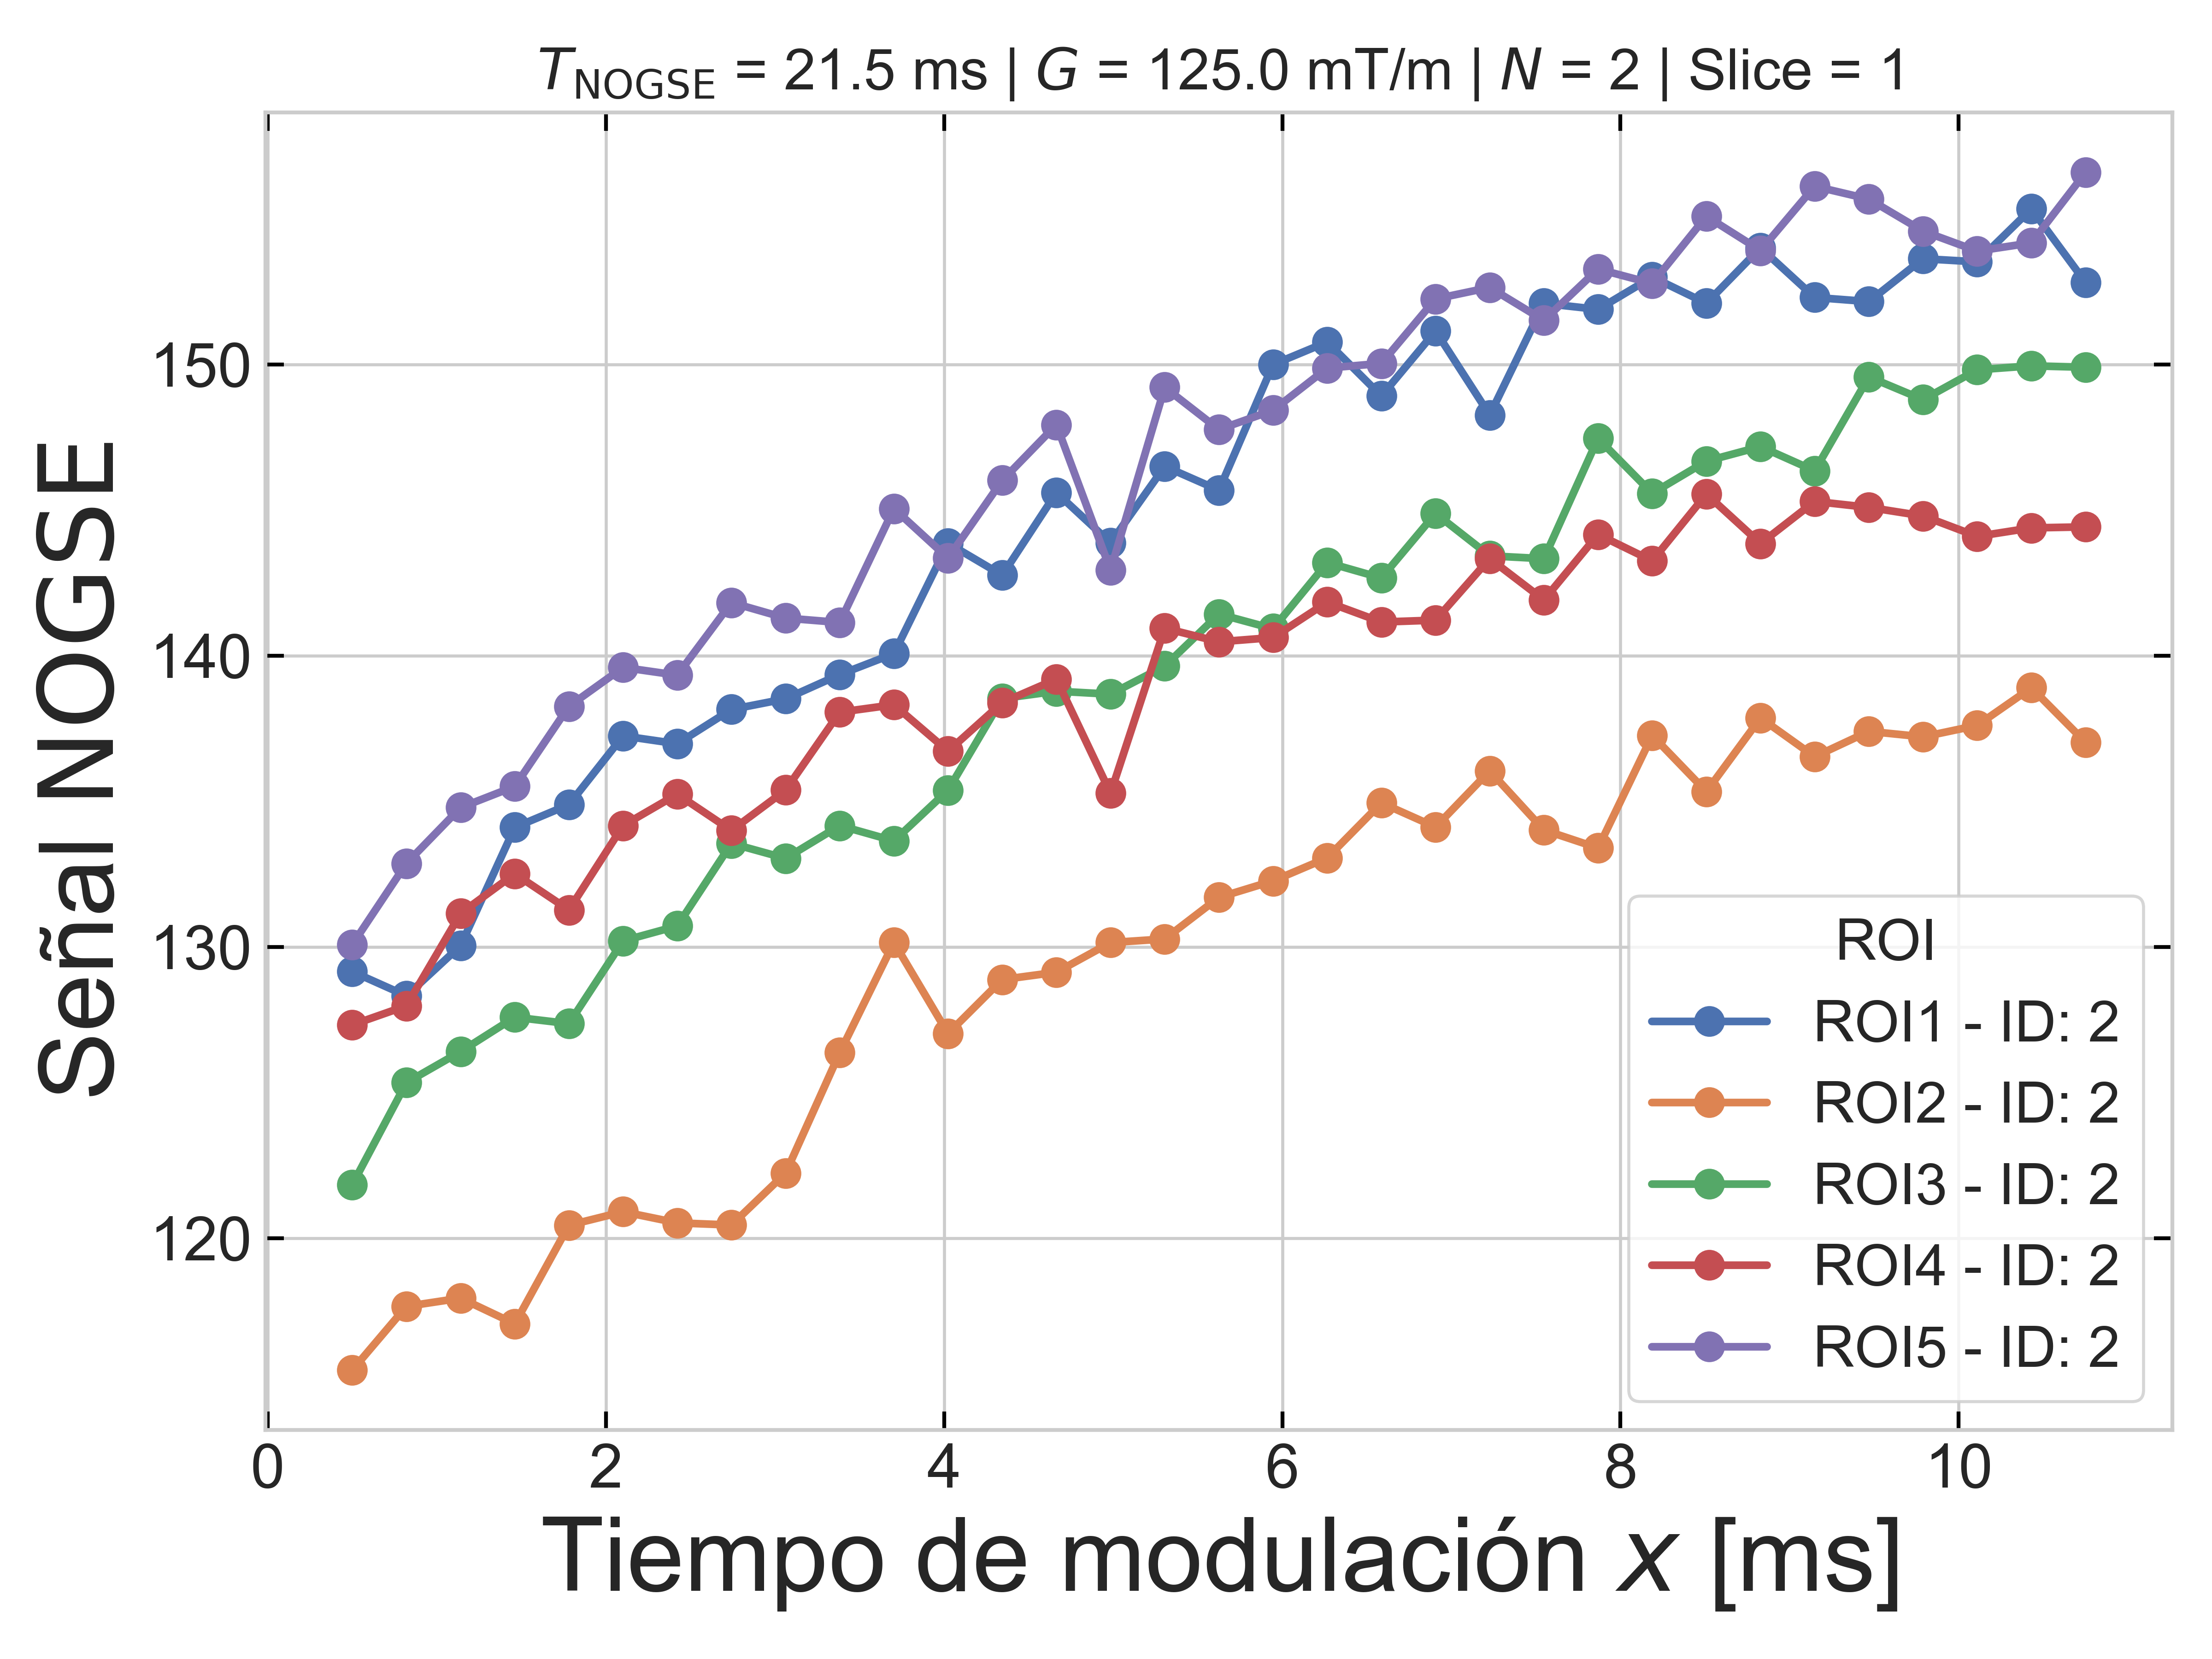 T_NOGSE = 21.5 ms | G = 125.0 mT/m | N = 2 | Slice = 1
Señal NOGSE
150
140
130
120
ROI
ROI1 - ID: 2
ROI2 - ID: 2
ROI3 - ID: 2
ROI4 - ID: 2
ROI5 - ID: 2
0 2 4 6 8 10
Tiempo de modulación x [ms]